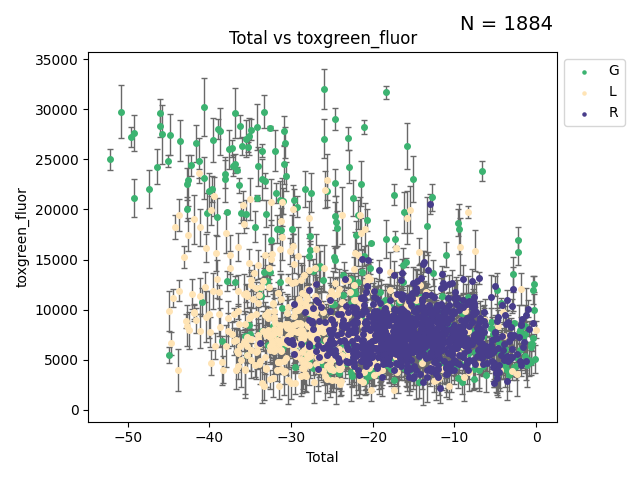 N = 1884
Total vs toxgreen_fluor
35000
30000
25000
20000
15000
10000
5000
0
toxgreen_fluor
−50
−40
−30
−20
−10
0
Total
G
L
R